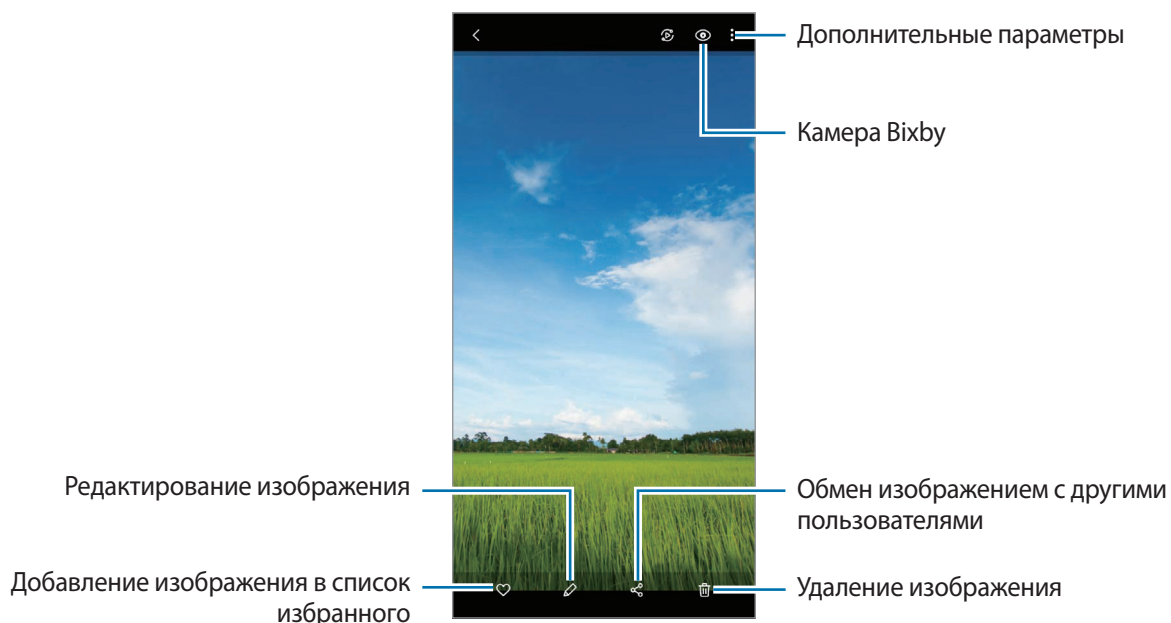 Дополнительные параметры
Камера Bixby
Редактирование изображения
Обмен изображением с другими
пользователями
Добавление изображения в список
избранного
Удаление изображения